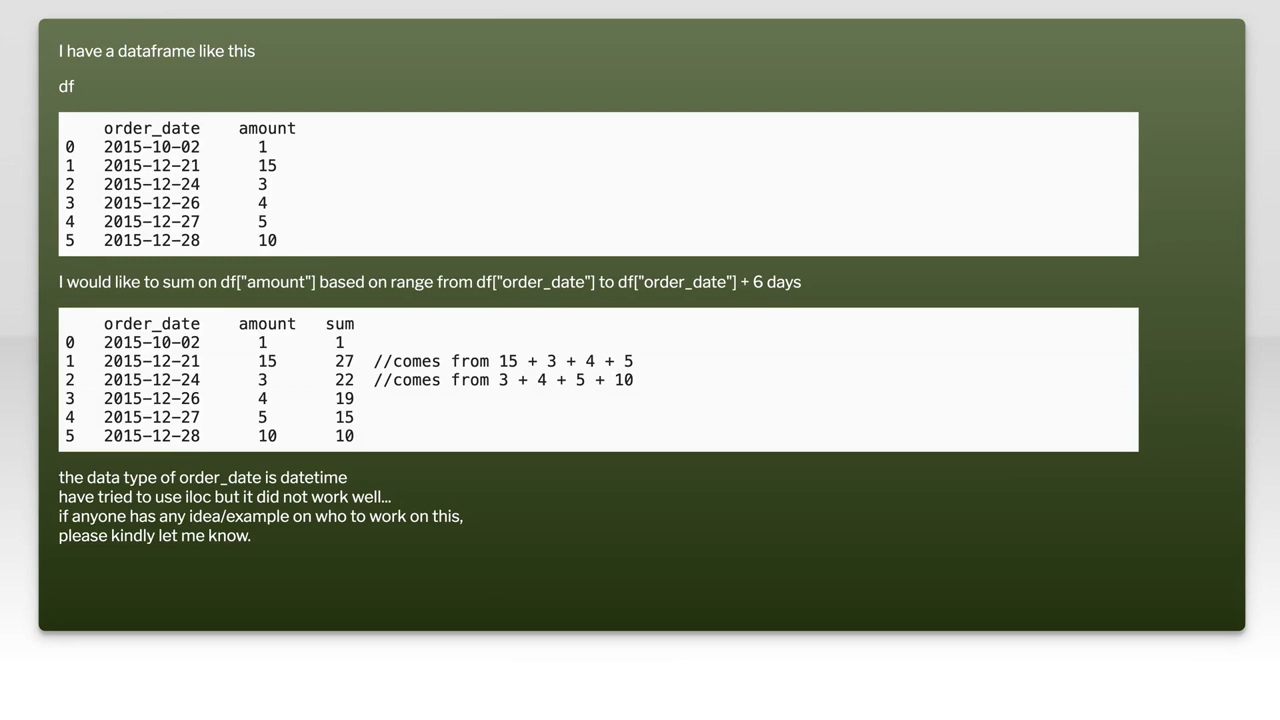 I have a dataframe like this
df
order_date amount
0 2015-10-02 1
1 2015-12-21 15
2 2015-12-24 3
3 2015-12-26 4
4 2015-12-27 5
5 2015-12-28 10
I would like to sum on df["amount"] based on range from df["order_date"] to df["order_date"] + 6 days
order_date amount sum
0 2015-10-02 1 1
1 2015-12-21 15 27 //comes from 15 + 3 + 4 + 5
2 2015-12-24 3 22 //comes from 3 + 4 + 5 + 10
3 2015-12-26 4 19
4 2015-12-27 5 15
5 2015-12-28 10 10
the data type of order_date is datetime
have tried to use iloc but it did not work well...
if anyone has any idea/example on who to work on this,
please kindly let me know.